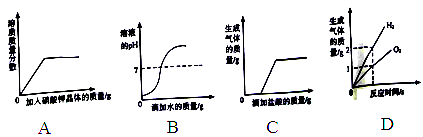 溶质质量分数
0
加入硝酸钾晶体的质量/g
A
溶液的pH
7
0
滴加水的质量/g
B
生成气体的质量/g
0
滴加盐酸的质量/g
C
生成气体的质量/g
2
1
0
H₂
O₂
反应时间/s
D